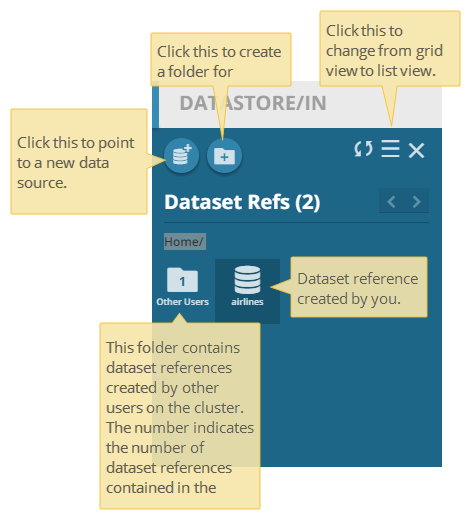 Click this to
change from grid
view to list view.
Click this to create
a folder for
DATASTORE/IN
Click this to point
to a new data
source.
Dataset Refs (2)
Home/
1
Other Users
airlines
Dataset reference
created by you.
This folder contains
dataset references
created by other
users on the cluster.
The number indicates
the number of
dataset references
contained in the